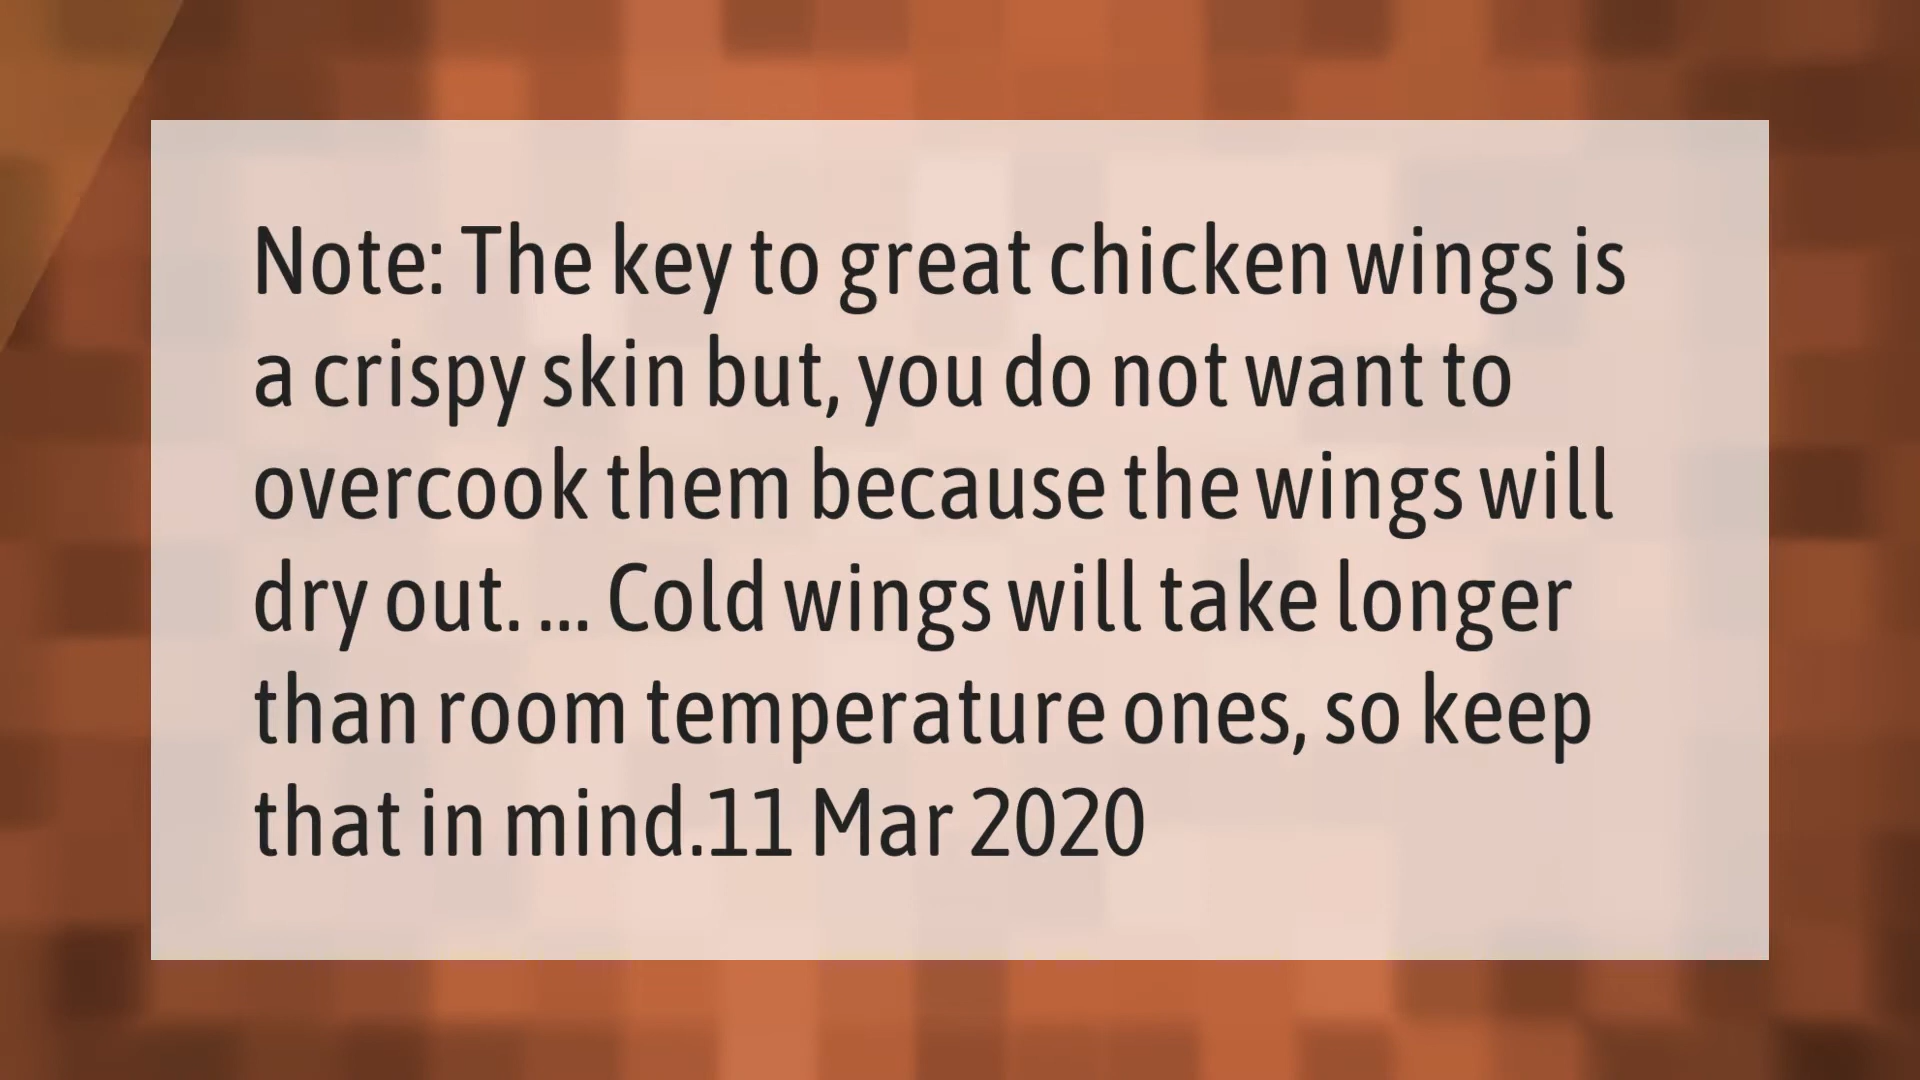 Note: The key to great chicken wings is
a crispy skin but, you do not want to
overcook them because the wings will
dry out. ... Cold wings will take longer
than room temperature ones, so keep
that in mind.11 Mar 2020